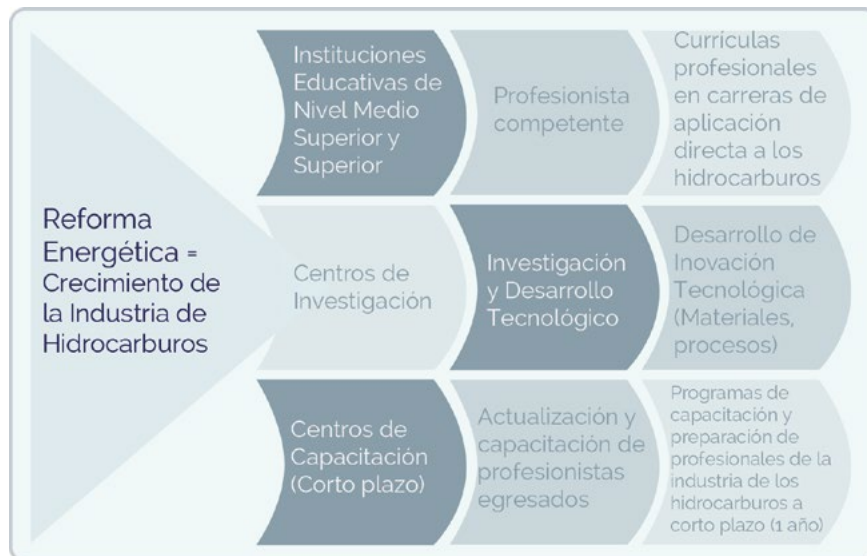 Reforma
Energética =
Crecimiento de
la Industria de
Hidrocarburos
Instituciones
Educativas de
Nivel Medio
Superior y
Superior
Profesionista
competente
Currículas
profesionales
en carreras de
aplicación
directa a los
hidrocarburos
Centros de
Investigación
Investigación
y Desarrollo
Tecnológico
Desarrollo de
Inovación
Tecnológica
(Materiales,
procesos)
Centros de
Capacitación
(Corto plazo)
Actualización y
capacitación de
profesionistas
egresados
Programas de
capacitación y
preparación de
profesionales de la
industria de los
hidrocarburos a
corto plazo (1 año)